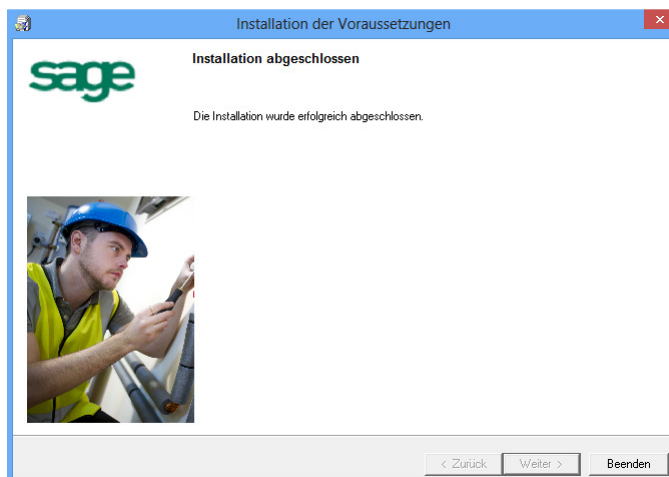 Installation der Voraussetzungen
sage
Installation abgeschlossen
Die Installation wurde erfolgreich abgeschlossen.
< Zurück
Weiter >
Beenden